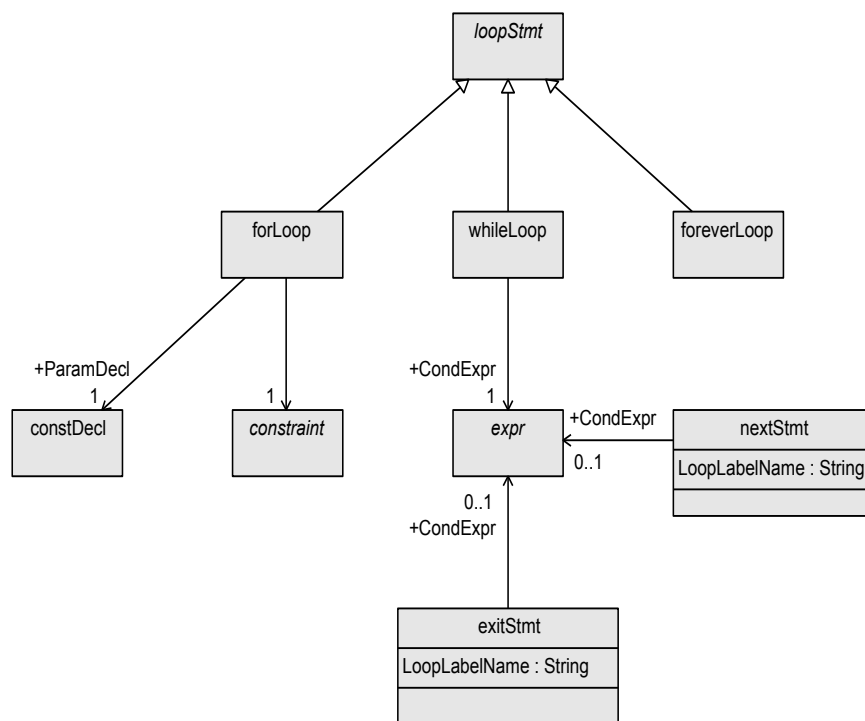 loopStmt
forLoop
whileLoop
foreverLoop
+ParamDecl
1
1
+CondExpr
1
constDecl
constraint
expr
+CondExpr
0..1
nextStmt
LoopLabelName : String
0..1
+CondExpr
exitStmt
LoopLabelName : String